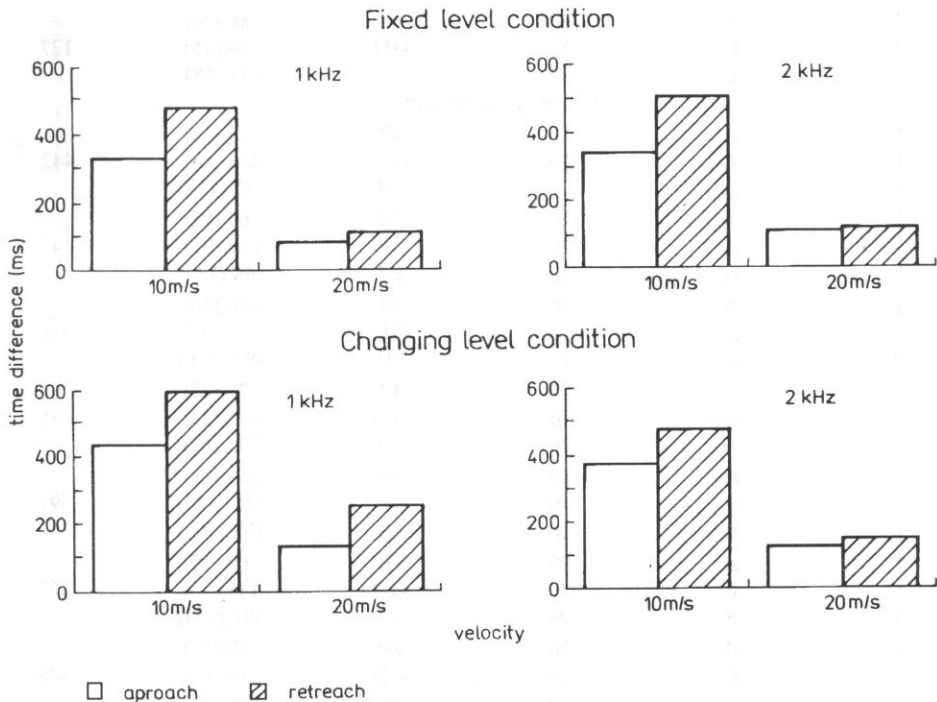 Fixed level condition
1 kHz
2 kHz
600
400
200
0
10m/s
20m/s
600
400
200
0
10m/s
20m/s
time difference (ms)
Changing level condition
1 kHz
2 kHz
600
400
200
0
10m/s
20m/s
600
400
200
0
10m/s
20m/s
velocity
aproach
retreach